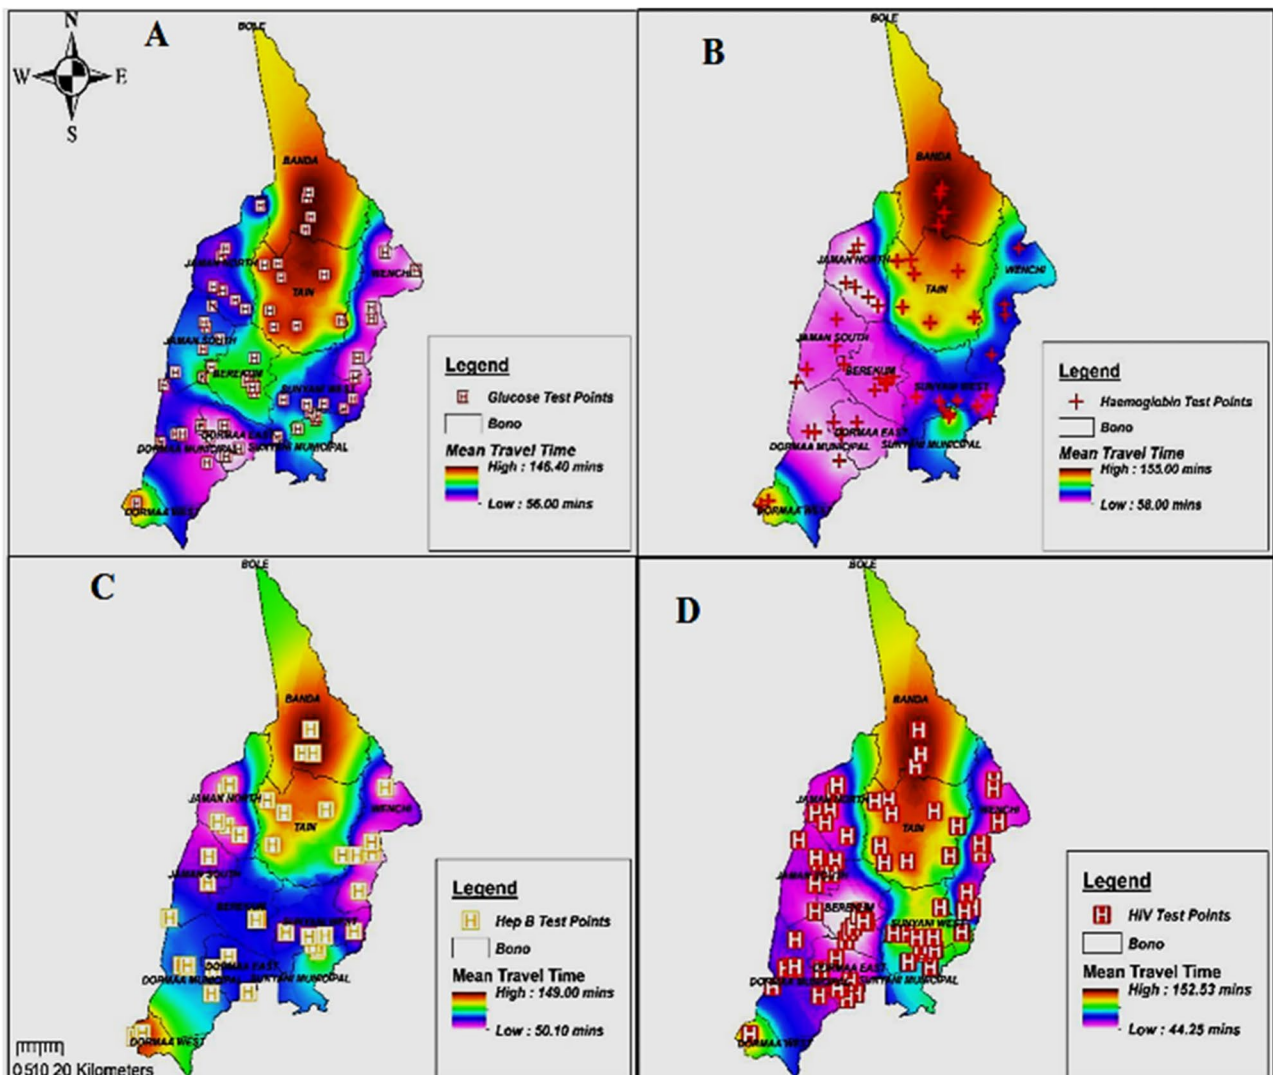 A
N
W E
S
BOLE
BANDA
JAMAN NORTH
WENCHI
TAIN
JAMAN SOUTH
BEREKUM
SUNYANI WEST
DORMAA EAST
DORMAA MUNICIPAL
SUNYANI MUNICIPAL
DORMAA WEST
Legend
H Glucose Test Points
Bono
Mean Travel Time
High : 146.40 mins
Low : 56.00 mins
B
BOLE
BANDA
JAMAN NORTH
WENCHI
TAIN
JAMAN SOUTH
BEREKUM
SUNYANI WEST
DORMAA EAST
DORMAA MUNICIPAL
SUNYANI MUNICIPAL
DORMAA WEST
Legend
Haemoglabin Test Points
Bono
Mean Travel Time
High : 155.00 mins
Low : 58.00 mins
C
BOLE
BANDA
JAMAN NORTH
WENCHI
TAIN
JAMAN SOUTH
BEREKUM
SUNYANI WEST
DORMAA EAST
DORMAA MUNICIPAL
SUNYANI MUNICIPAL
DORMAA WEST
0510 20 Kilometers
Legend
H Hep B Test Points
Bono
Mean Travel Time
High : 149.00 mins
Low : 50.10 mins
D
BOLE
BANDA
JAMAN NORTH
WENCHI
TAIN
JAMAN SOUTH
BEREKUM
SUNYANI WEST
DORMAA EAST
DORMAA MUNICIPAL
SUNYANI MUNICIPAL
DORMAA WEST
Legend
H HIV Test Points
Bono
Mean Travel Time
High : 152.53 mins
Low : 44.25 mins